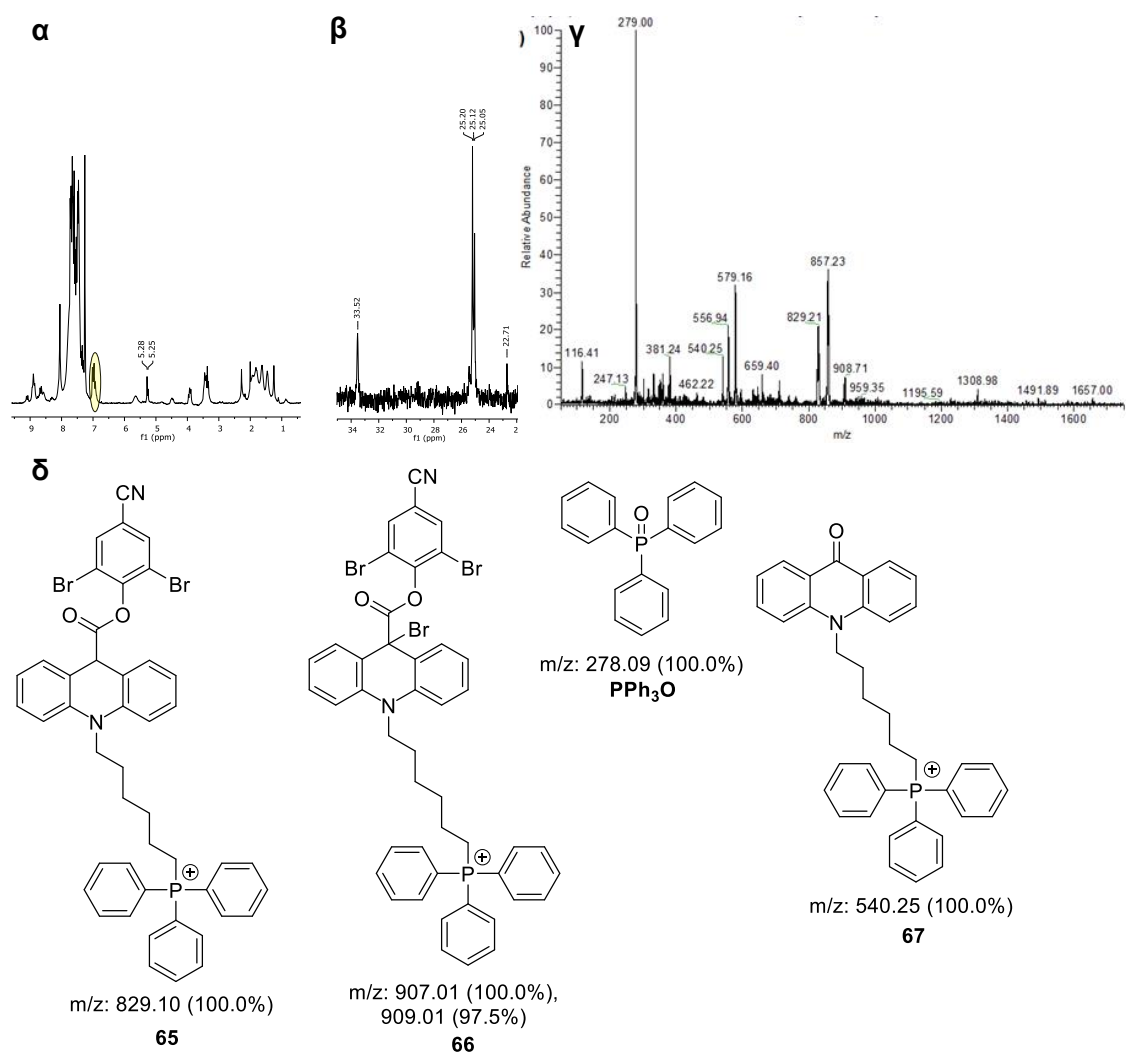 α
5.28
5.25
9 8 7 6 5 4 3 2 1
f1 (ppm)
β
33.52
25.20
25.12
25.05
22.71
34 32 30 28 26 24 2
f1 (ppm)
)
γ
Relative Abundance
100
90
80
70
60
50
40
30
20
10
0
279.00
857.23
579.16
556.94
829.21
116.41
381.24
540.25
659.40
908.71
247.13
462.22
959.35
1195.59
1308.98
1491.89
1657.00
200 400 600 800 1000 1200 1400 1600
m/z
δ
CN
Br
Br
O
O
N
P
+
m/z: 829.10 (100.0%)
65
CN
Br
Br
O
O
Br
N
P
+
m/z: 907.01 (100.0%),
909.01 (97.5%)
66
O
P
m/z: 278.09 (100.0%)
PPh3O
O
N
P
+
m/z: 540.25 (100.0%)
67